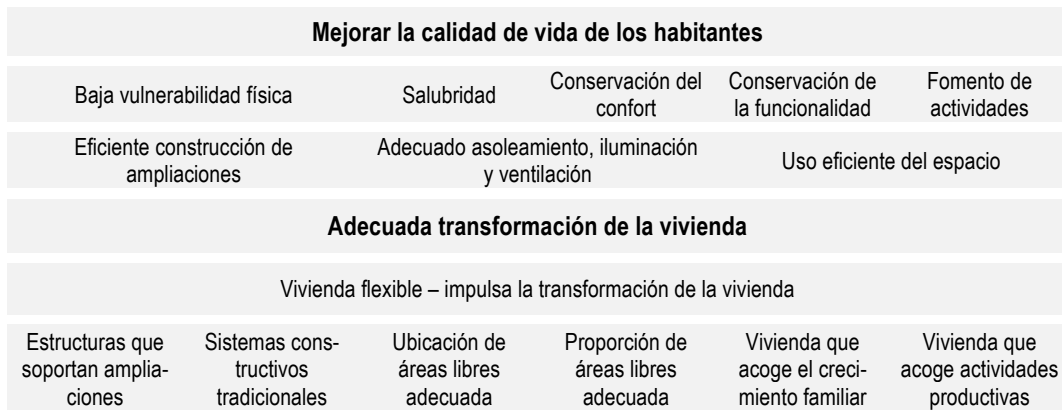 Mejorar la calidad de vida de los habitantes
Baja vulnerabilidad física
Salubridad
Conservación del
confort
Conservación de
la funcionalidad
Fomento de
actividades
Eficiente construcción de
ampliaciones
Adecuado asoleamiento, iluminación
y ventilación
Uso eficiente del espacio
Adecuada transformación de la vivienda
Vivienda flexible – impulsa la transformación de la vivienda
Estructuras que
soportan amplia-
ciones
Sistemas cons-
tructivos
tradicionales
Ubicación de
áreas libres
adecuada
Proporción de
áreas libres
adecuada
Vivienda que
acoge el creci-
miento familiar
Vivienda que
acoge actividades
productivas